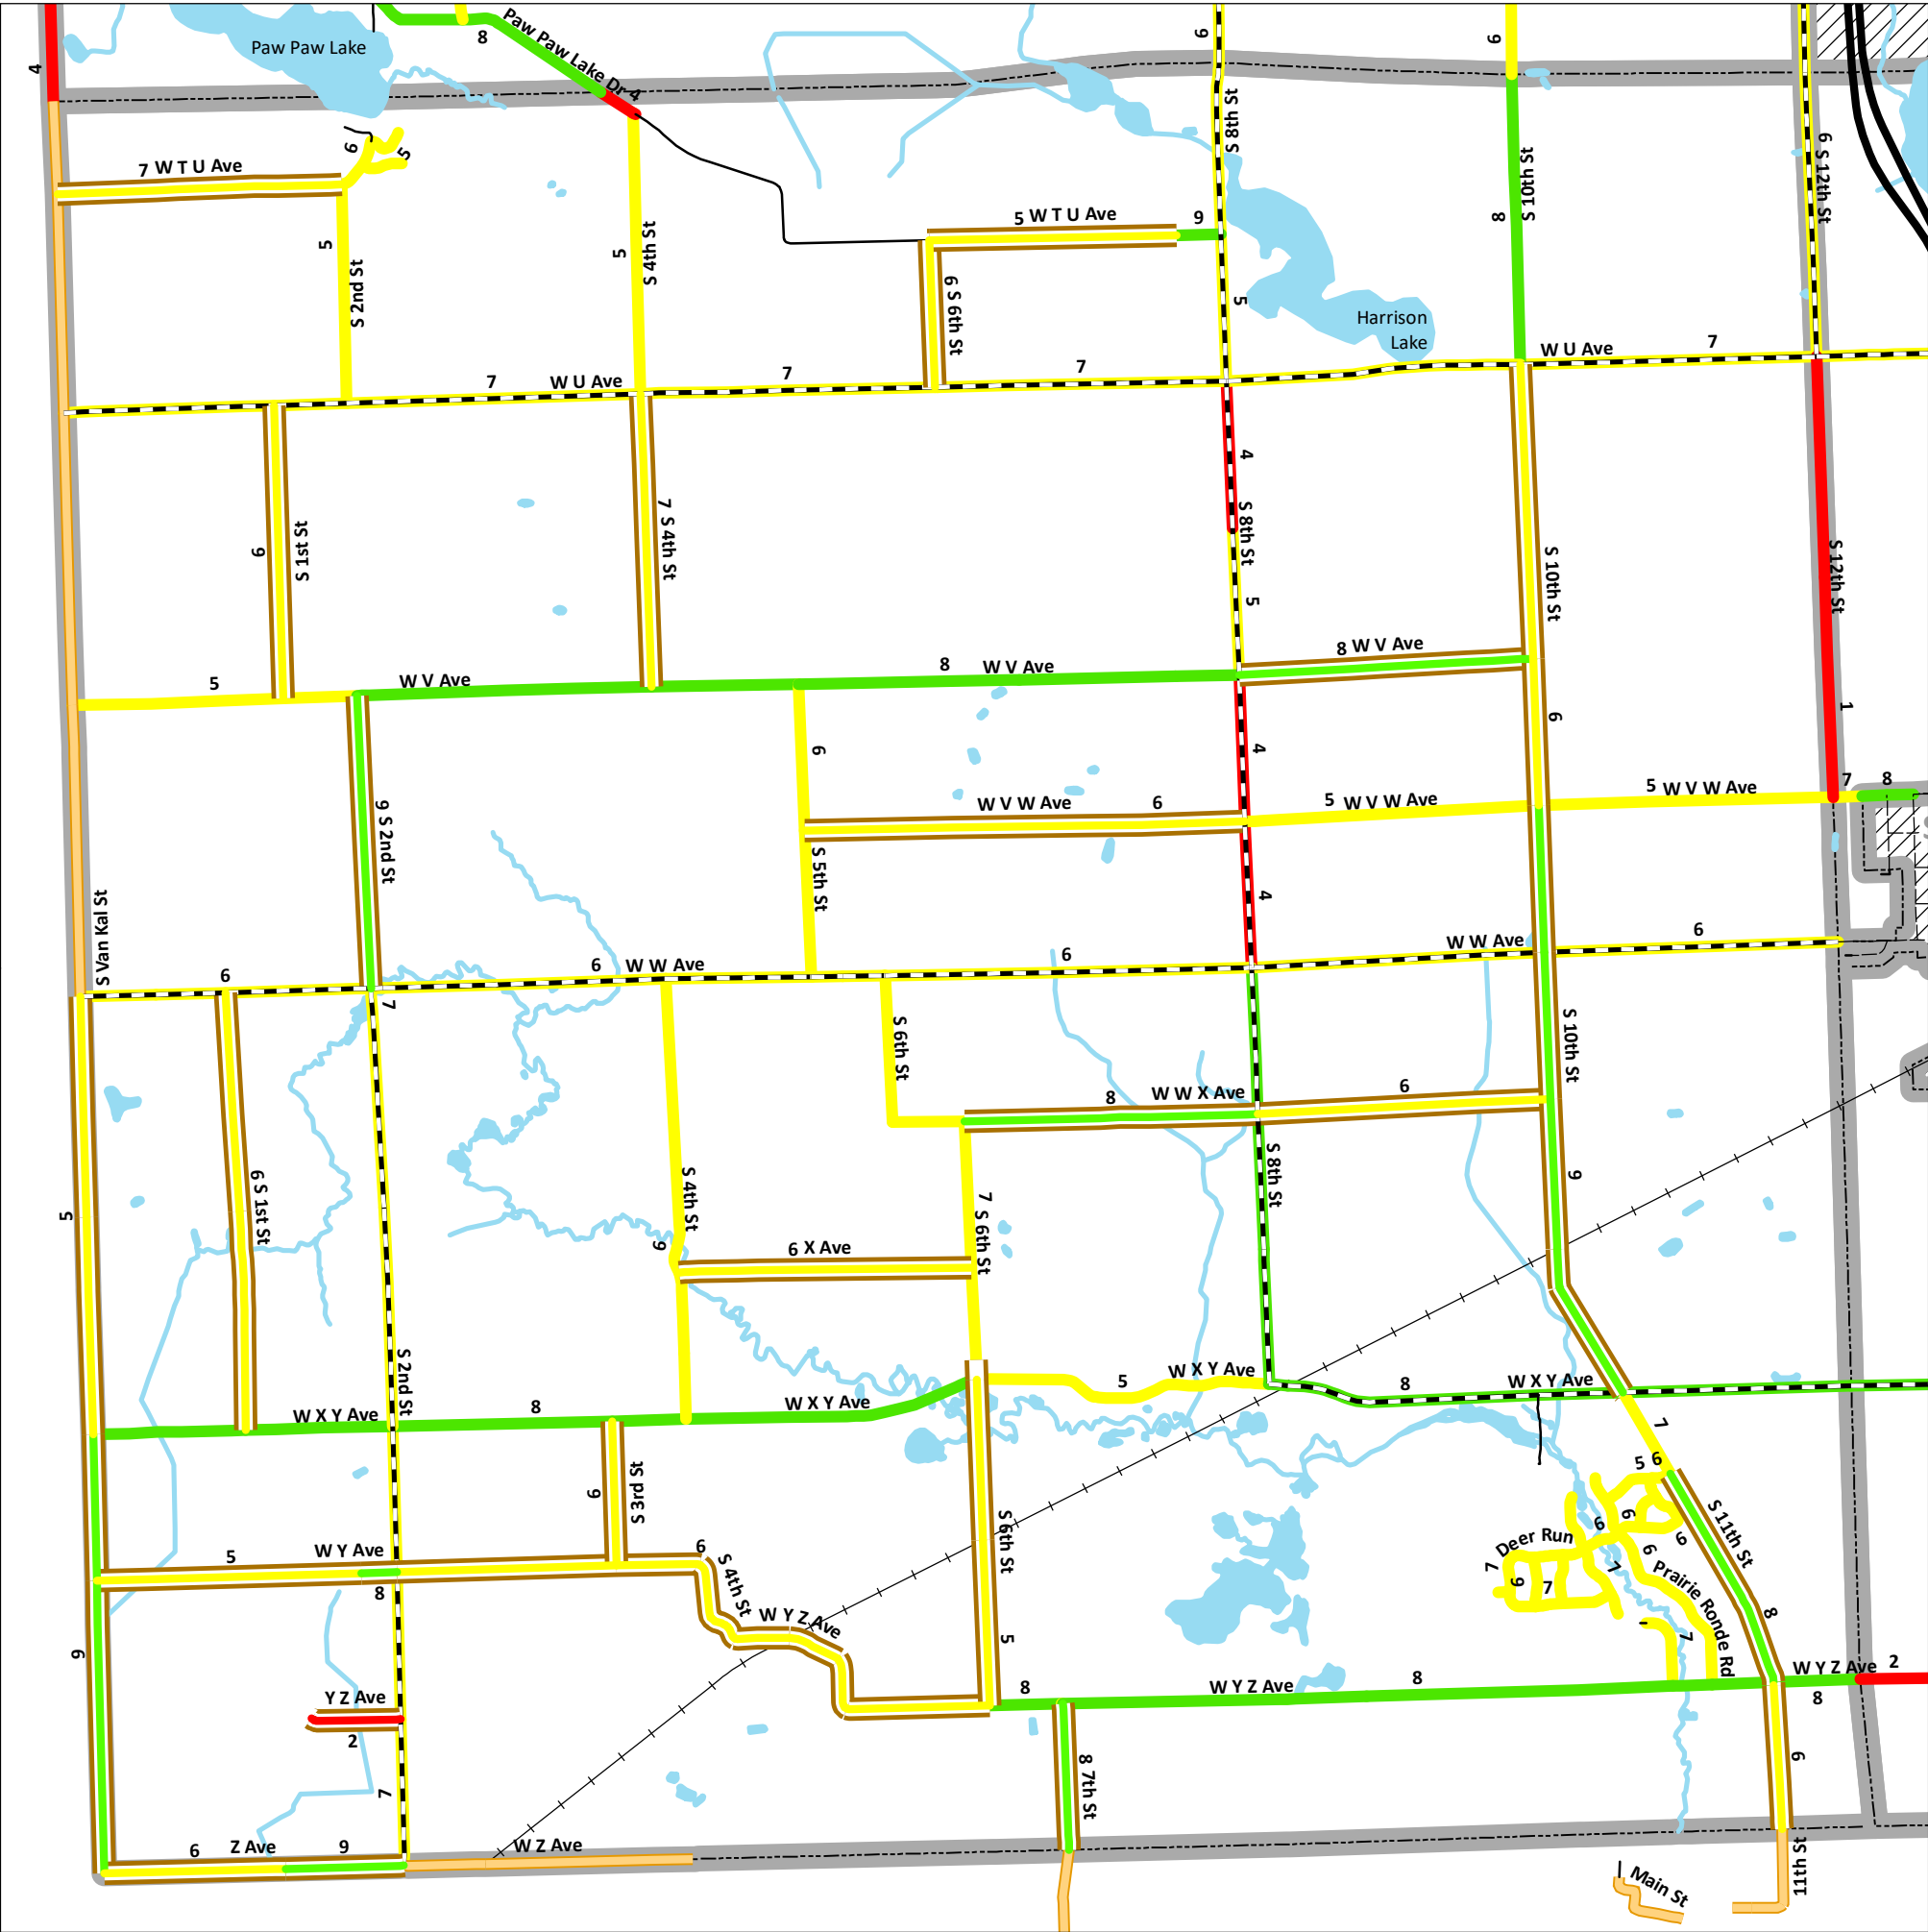 Paw Paw Lake
8
Paw Paw Lake Dr 4
6
6
4
S 8th St
S 10th St
8
6 S 12th St
7 W T U Ave
6
5
5
S 2nd St
5
S 4th St
5 W T U Ave
9
6 S 6th St
5
Harrison
Lake
W U Ave
7
7
W U Ave
7
7
6
S 1st St
7 S 4th St
4
S 8th St
5
S 10th St
S 12th St
1
5
W V Ave
8
W V Ave
8 W V Ave
6
6
4
9 S 2nd St
W V W Ave
6
5
W V W Ave
5 W V W Ave
7
8
S 5th St
4
S Van Kal St
6
6
W W Ave
6
W W Ave
6
7
S 6th St
S 10th St
8
W W X Ave
6
5
6 S 1st St
S 4th St
6
7 S 6th St
S 8th St
9
6 X Ave
S 2nd St
W X Y Ave
8
W X Y Ave
5
W X Y Ave
8
W X Y Ave
7
6
S 3rd St
S 6th St
5 6
6
6
6
S 11th St
Deer Run
7
6
7
7
6
Prairie Ronde Rd
7
8
5
W Y Ave
8
6
S 4th St
W Y Z Ave
5
9
Y Z Ave
2
7
8
W Y Z Ave
8
W Y Z Ave
8
2
8 7th St
9
6
Z Ave
9
W Z Ave
11th St
Main St